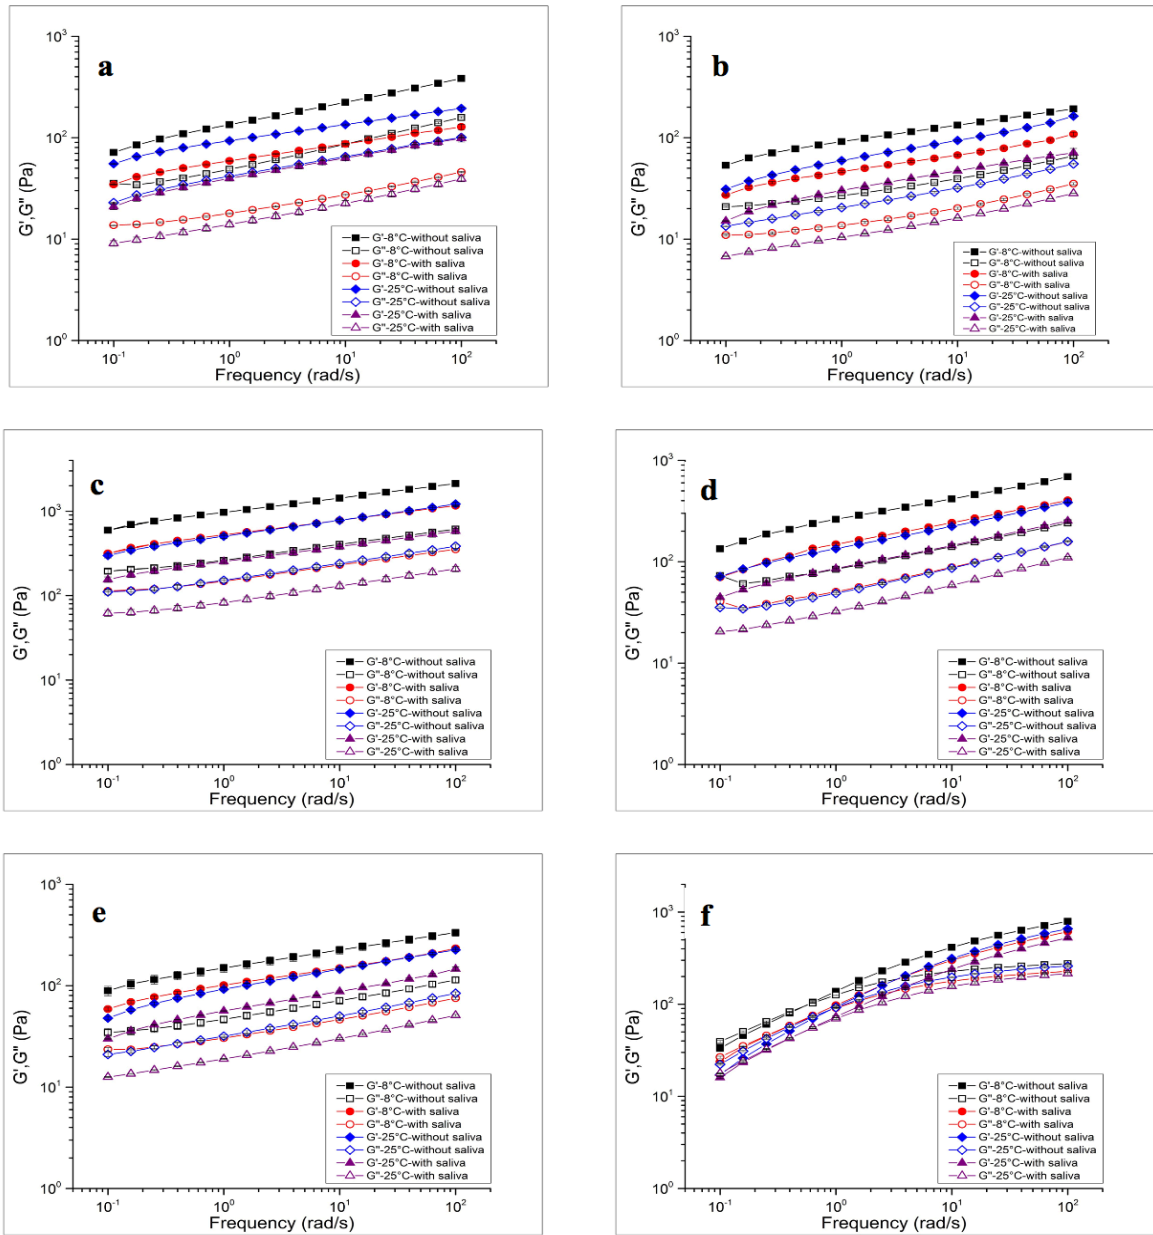 a
10³
10²
10¹
10⁰
G',G'' (Pa)
G'-8°C-without saliva
G''-8°C-without saliva
G'-8°C-with saliva
G''-8°C-with saliva
G'-25°C-without saliva
G''-25°C-without saliva
G'-25°C-with saliva
G''-25°C-with saliva
10⁻¹ 10⁰ 10¹ 10²
Frequency (rad/s)
b
10³
10²
10¹
10⁰
G',G'' (Pa)
G'-8°C-without saliva
G''-8°C-without saliva
G'-8°C-with saliva
G''-8°C-with saliva
G'-25°C-without saliva
G''-25°C-without saliva
G'-25°C-with saliva
G''-25°C-with saliva
10⁻¹ 10⁰ 10¹ 10²
Frequency (rad/s)
c
10³
10²
10¹
10⁰
G',G'' (Pa)
G'-8°C-without saliva
G''-8°C-without saliva
G'-8°C-with saliva
G''-8°C-with saliva
G'-25°C-without saliva
G''-25°C-without saliva
G'-25°C-with saliva
G''-25°C-with saliva
10⁻¹ 10⁰ 10¹ 10²
Frequency (rad/s)
d
10³
10²
10¹
10⁰
G',G'' (Pa)
G'-8°C-without saliva
G''-8°C-without saliva
G'-8°C-with saliva
G''-8°C-with saliva
G'-25°C-without saliva
G''-25°C-without saliva
G'-25°C-with saliva
G''-25°C-with saliva
10⁻¹ 10⁰ 10¹ 10²
Frequency (rad/s)
e
10³
10²
10¹
10⁰
G',G'' (Pa)
G'-8°C-without saliva
G''-8°C-without saliva
G'-8°C-with saliva
G''-8°C-with saliva
G'-25°C-without saliva
G''-25°C-without saliva
G'-25°C-with saliva
G''-25°C-with saliva
10⁻¹ 10⁰ 10¹ 10²
Frequency (rad/s)
f
10³
10²
10¹
10⁰
G',G'' (Pa)
G'-8°C-without saliva
G''-8°C-without saliva
G'-8°C-with saliva
G''-8°C-with saliva
G'-25°C-without saliva
G''-25°C-without saliva
G'-25°C-with saliva
G''-25°C-with saliva
10⁻¹ 10⁰ 10¹ 10²
Frequency (rad/s)